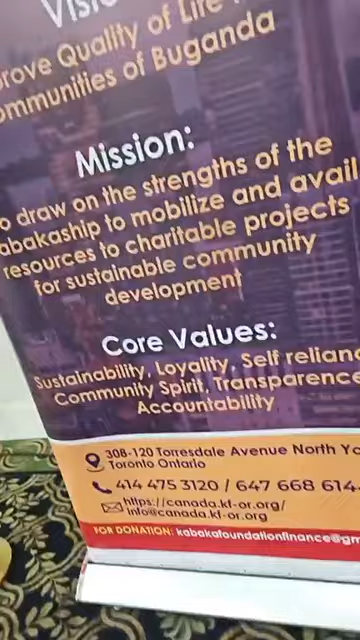 prove Quality of Life
ommunities of Buganda
Mission:
o draw on the strengths of the
abakaship to mobilize and avail
resources to charitable projects
for sustainable community
development
Core Values:
Sustainability, Loyality, Self relianc
Community Spirit, Transparence
Accountability
308-120 Torresdale Avenue North Yo
Toronto Ontario
414 475 3120 / 647 668 614
https://canada.kf-or.org/
info@canada.kf-or.org
FOR DONATION: kabakafoundationfinance@gm